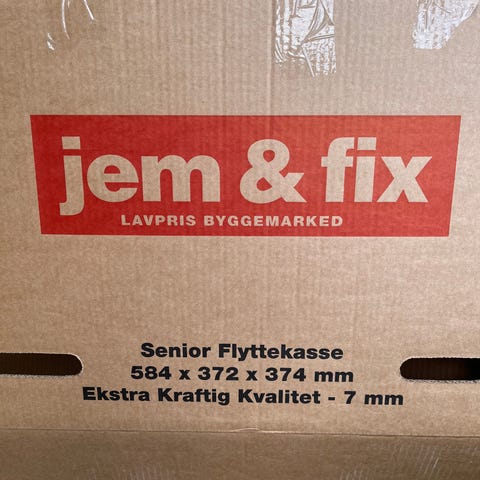 jem & fix
LAVPRIS BYGGEMARKED
Senior Flyttekasse
584 x 372 x 374 mm
Ekstra Kraftig Kvalitet - 7 mm